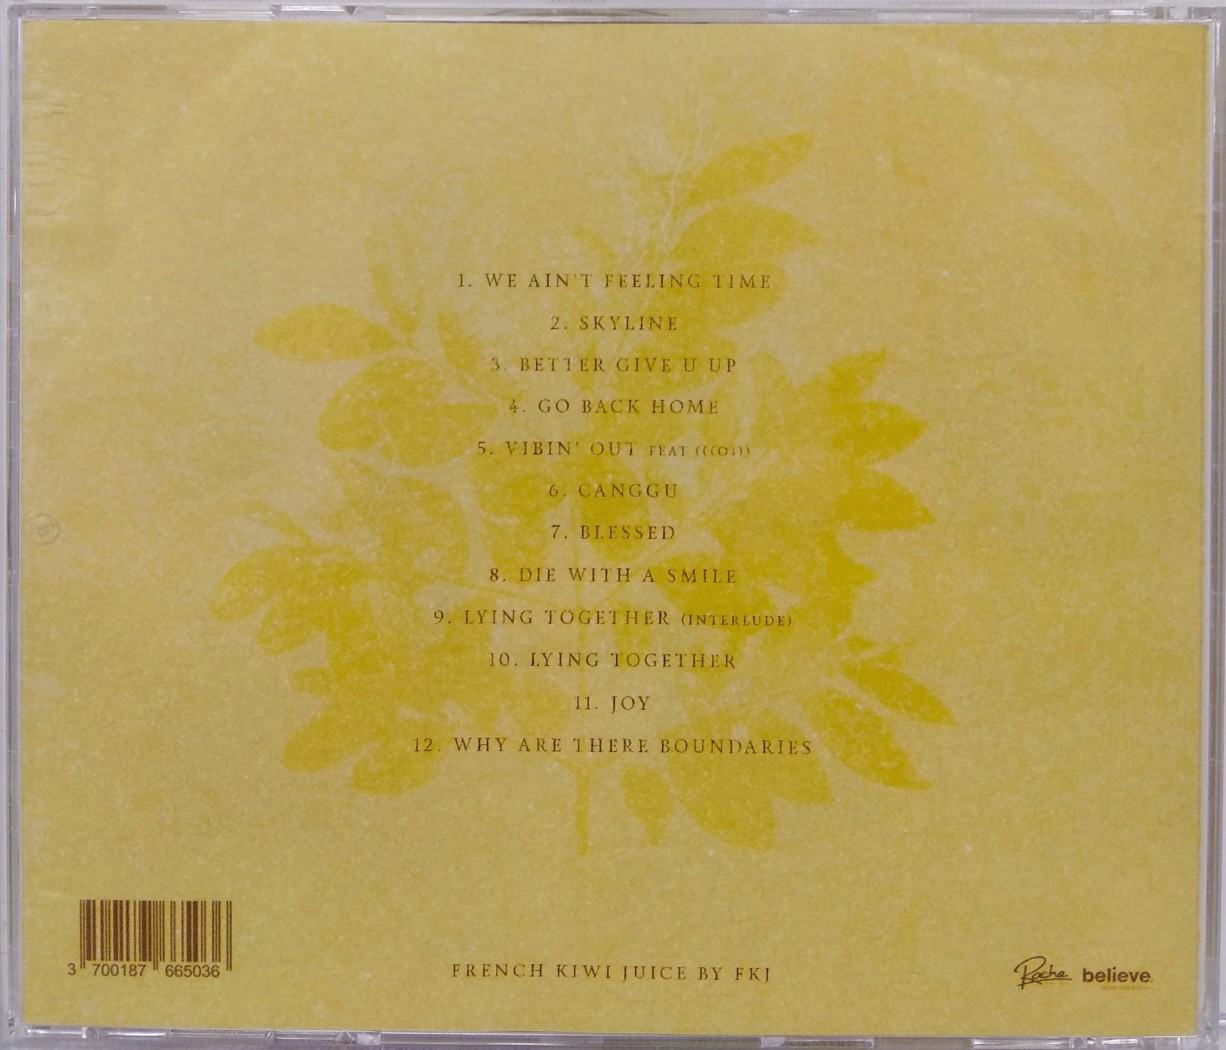 1. WE AIN'T FEELING TIME
2. SKYLINE
3. BETTER GIVE U UP
4. GO BACK HOME
5. VIBIN' OUT FEAT (((O)))
6. CANGGU
7. BLESSED
8. DIE WITH A SMILE
9. LYING TOGETHER (INTERLUDE)
10. LYING TOGETHER
11. JOY
12. WHY ARE THERE BOUNDARIES
3 700187 665036
FRENCH KIWI JUICE BY FKJ
Roche believe